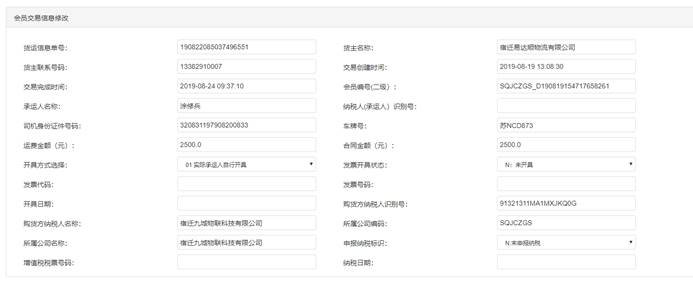 会员交易信息修改
货运信息单号： 190822085037496551 货主名称： 宿迁易达顺物流有限公司
货主联系号码： 13382910007 交易创建时间： 2019-08-19 13:08:30
交易完成时间： 2019-08-24 09:37:10 会员编号(二级)： SQJCZGS_D190819154717658261
承运人名称： 涂修兵 纳税人(承运人）识别号：
司机身份证件号码： 320831197908200833 车牌号： 苏NCD673
运费金额（元）： 2500.0 合同金额（元）： 2500.0
开具方式选择： 01 实际承运人自行开具 发票开具状态： N：未开具
发票代码： 发票号码：
开具日期： 购货方纳税人识别号： 91321311MA1MXJKQ0G
购货方纳税人名称： 宿迁九域物联科技有限公司 所属公司编码： SQJCZGS
所属公司名称： 宿迁九域物联科技有限公司 申报纳税标识： N:未申报纳税
增值税税票号码： 纳税日期：